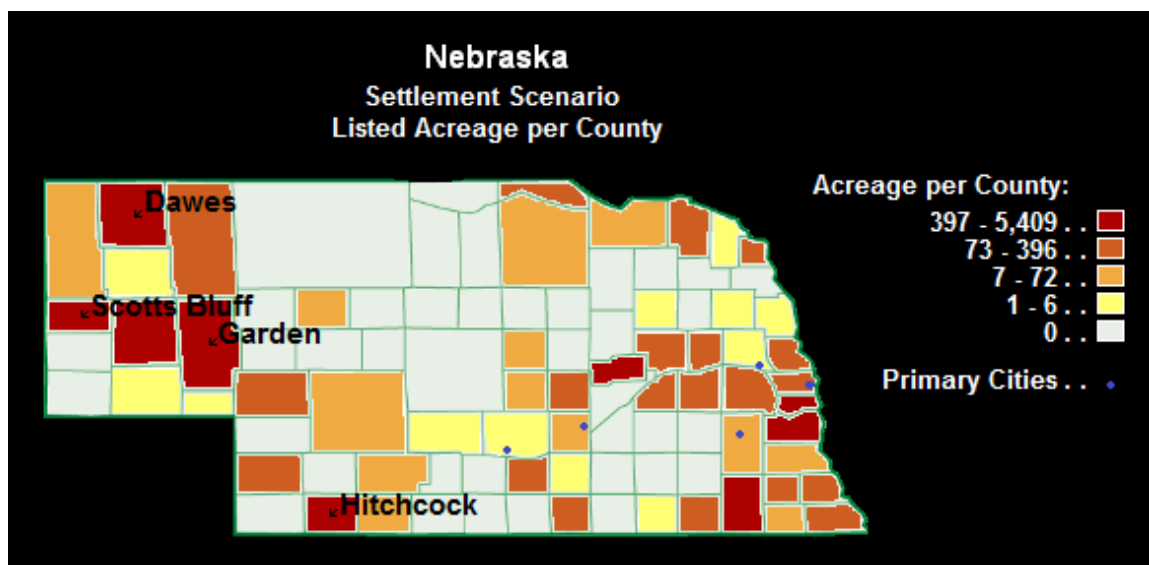 Nebraska
Settlement Scenario
Listed Acreage per County
Acreage per County:
397 - 5,409 . .
73 - 396 . .
7 - 72 . .
1 - 6 . .
0 . .
Primary Cities . .
Dawes
Scotts Bluff
Garden
Hitchcock